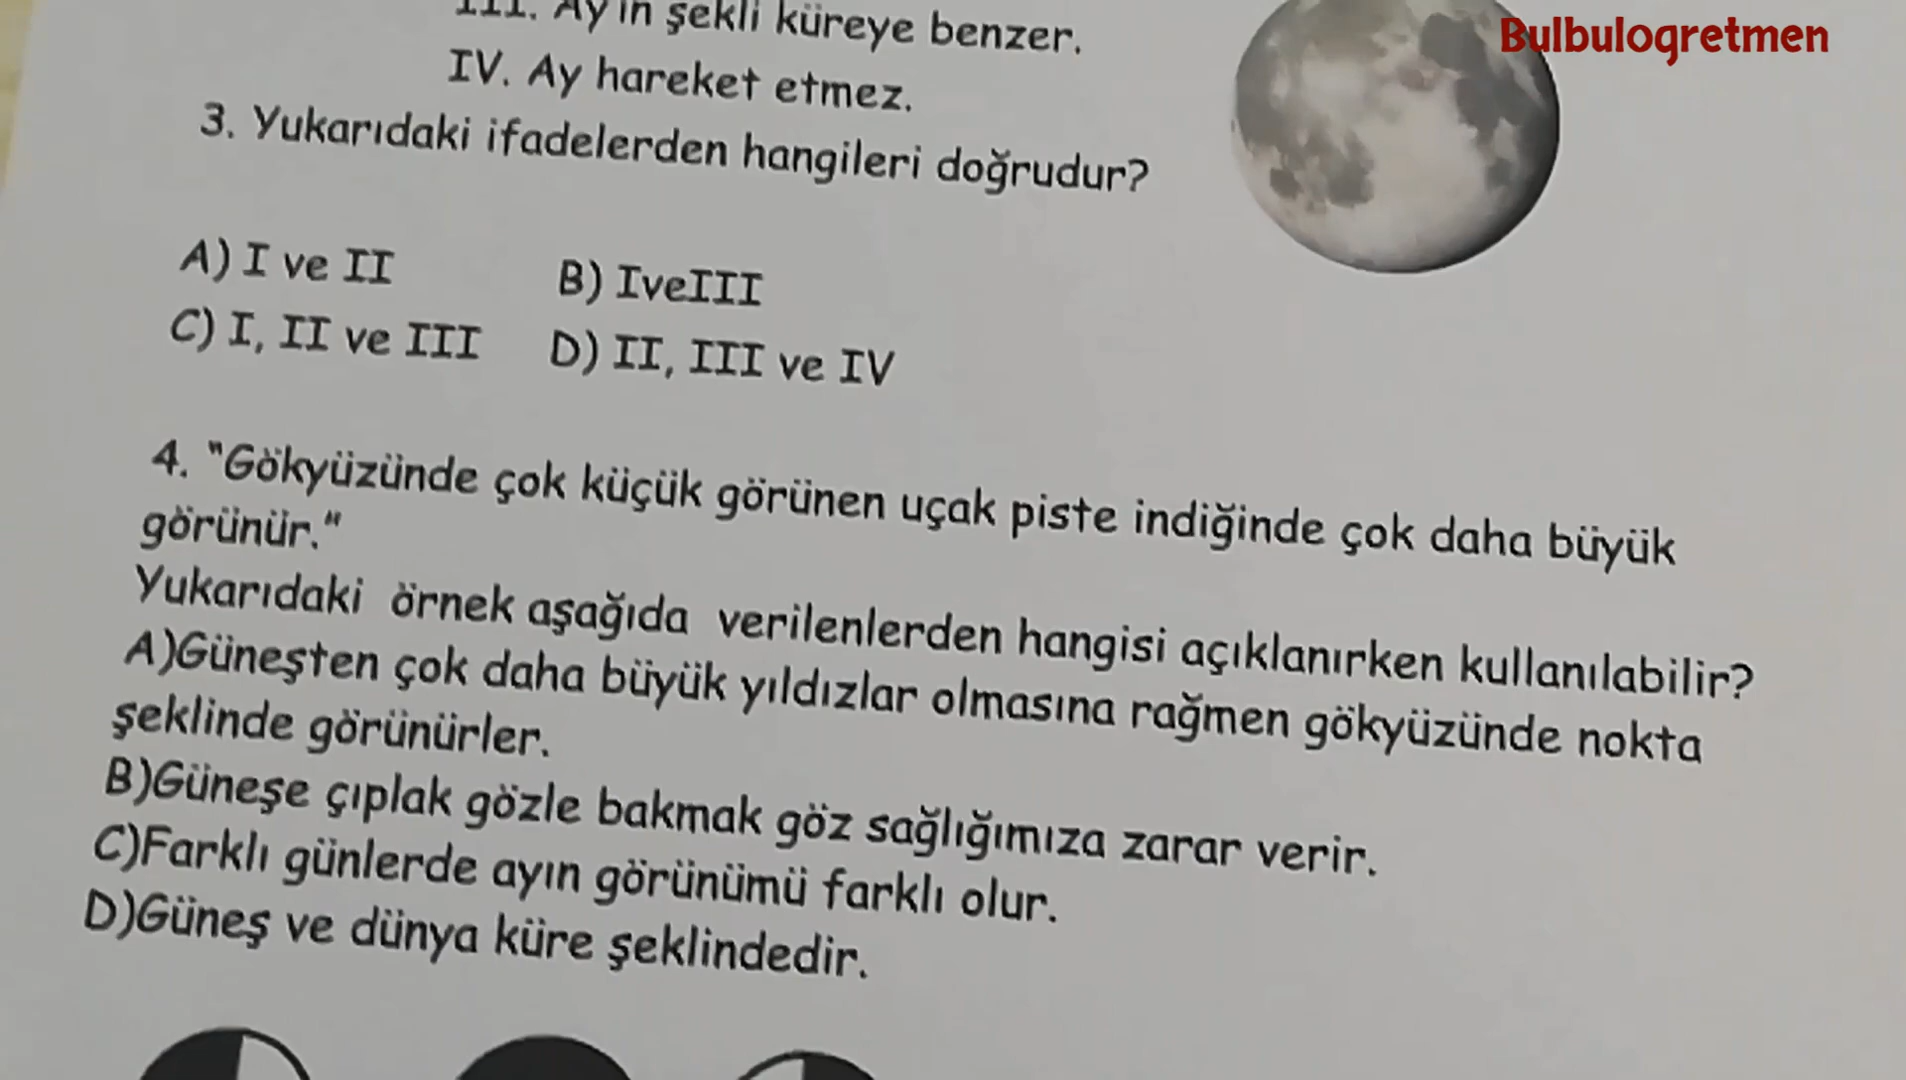 III. Ay'ın şekli küreye benzer.
Bulbulogretmen
IV. Ay hareket etmez.
3. Yukarıdaki ifadelerden hangileri doğrudur?
A) I ve II
B) IveIII
C) I, II ve III
D) II, III ve IV
4. "Gökyüzünde çok küçük görünen uçak piste indiğinde çok daha büyük
görünür."
Yukarıdaki örnek aşağıda verilenlerden hangisi açıklanırken kullanılabilir?
A)Güneşten çok daha büyük yıldızlar olmasına rağmen gökyüzünde nokta
şeklinde görünürler.
B)Güneşe çıplak gözle bakmak göz sağlığımıza zarar verir.
C)Farklı günlerde ayın görünümü farklı olur.
D)Güneş ve dünya küre şeklindedir.